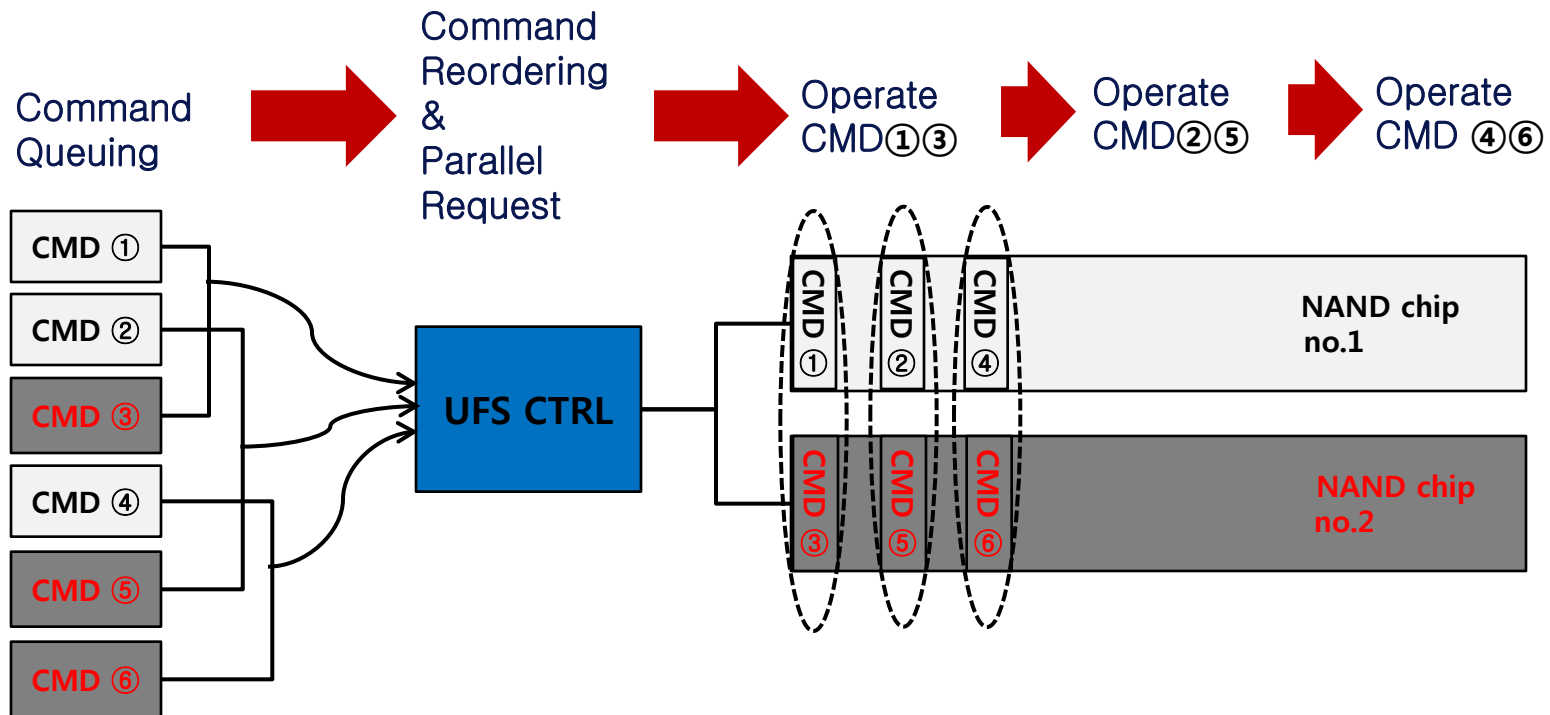 Command
Queuing
Command
Reordering
&
Parallel
Request
Operate
CMD①③
Operate
CMD②⑤
Operate
CMD ④⑥
CMD ①
CMD ②
CMD ③
CMD ④
CMD ⑤
CMD ⑥
UFS CTRL
CMD ①
CMD ②
CMD ④
NAND chip
no.1
CMD ③
CMD ⑤
CMD ⑥
NAND chip
no.2